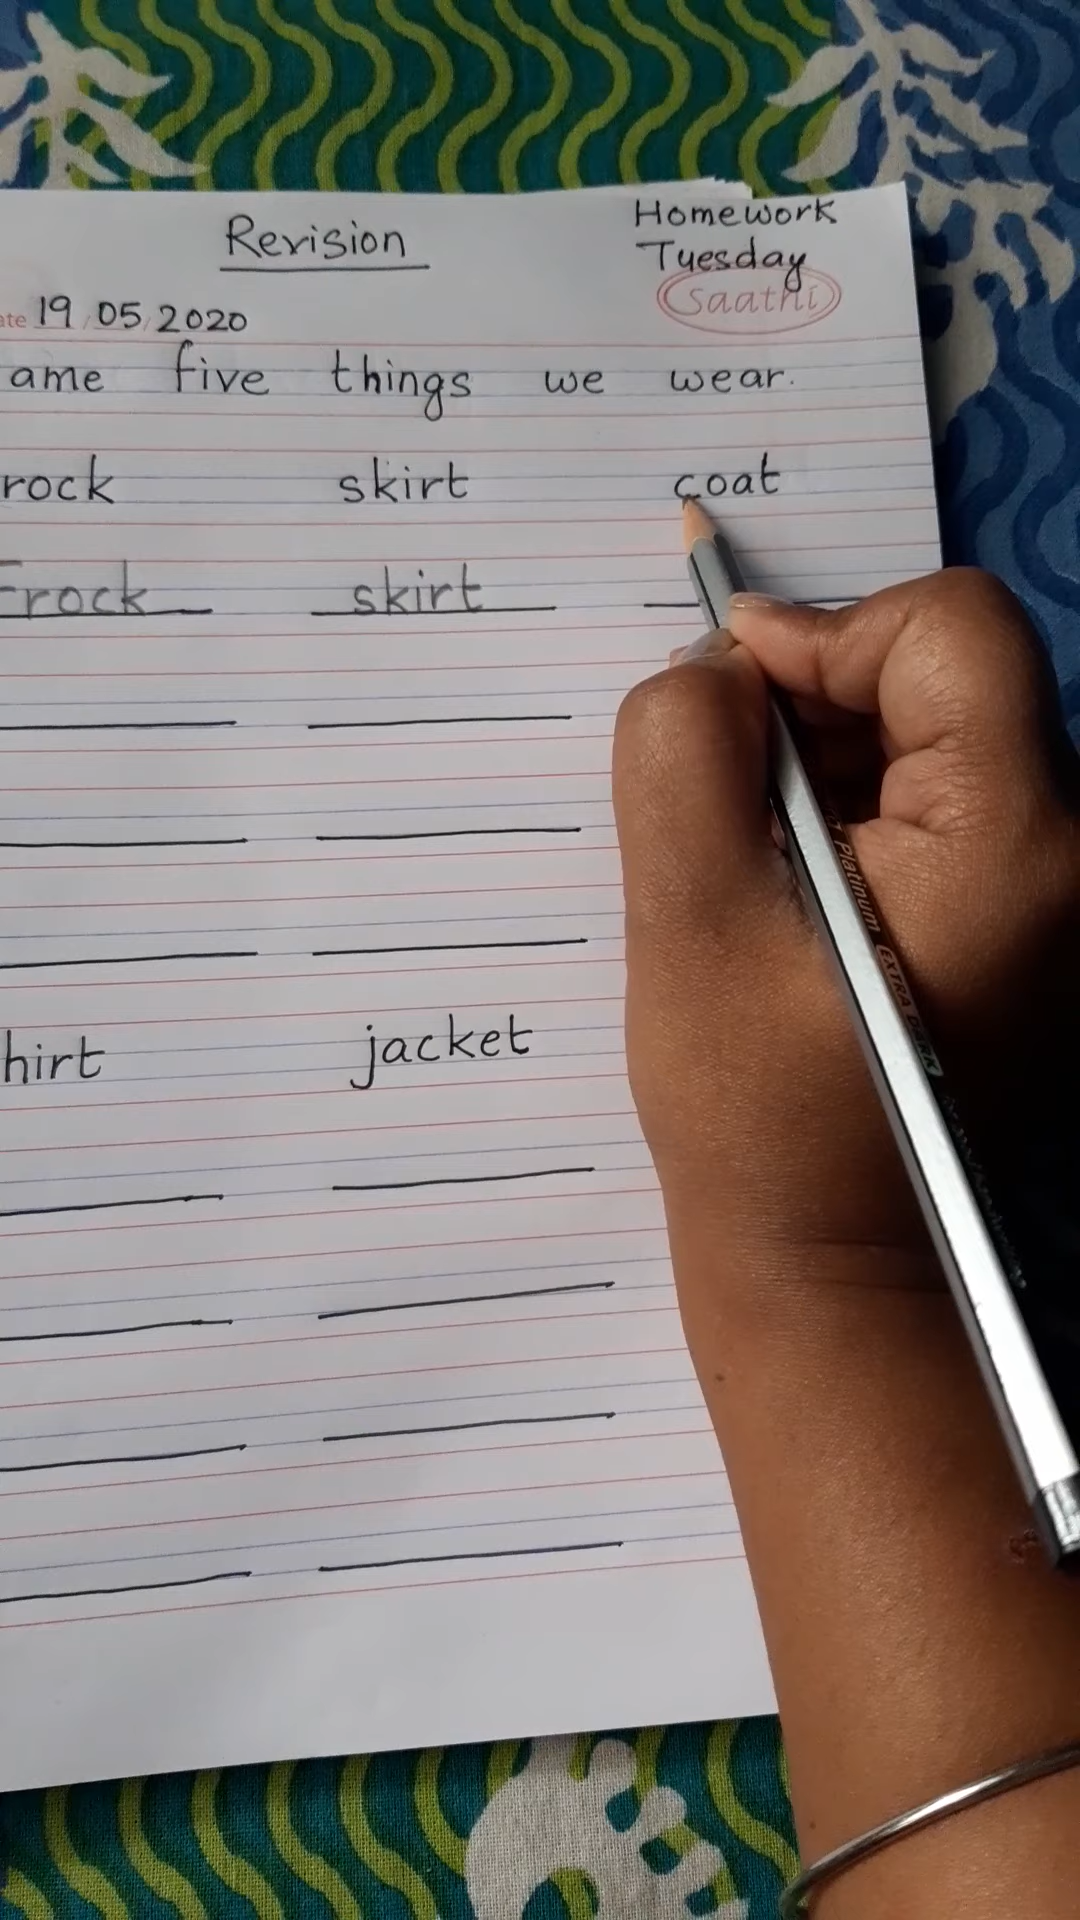 Revision
Homework
Tuesday
saathi
ate 19/05/2020
ame five things we wear.
rock skirt coat
Frock skirt
hirt jacket
Platinum EXTRA DARK